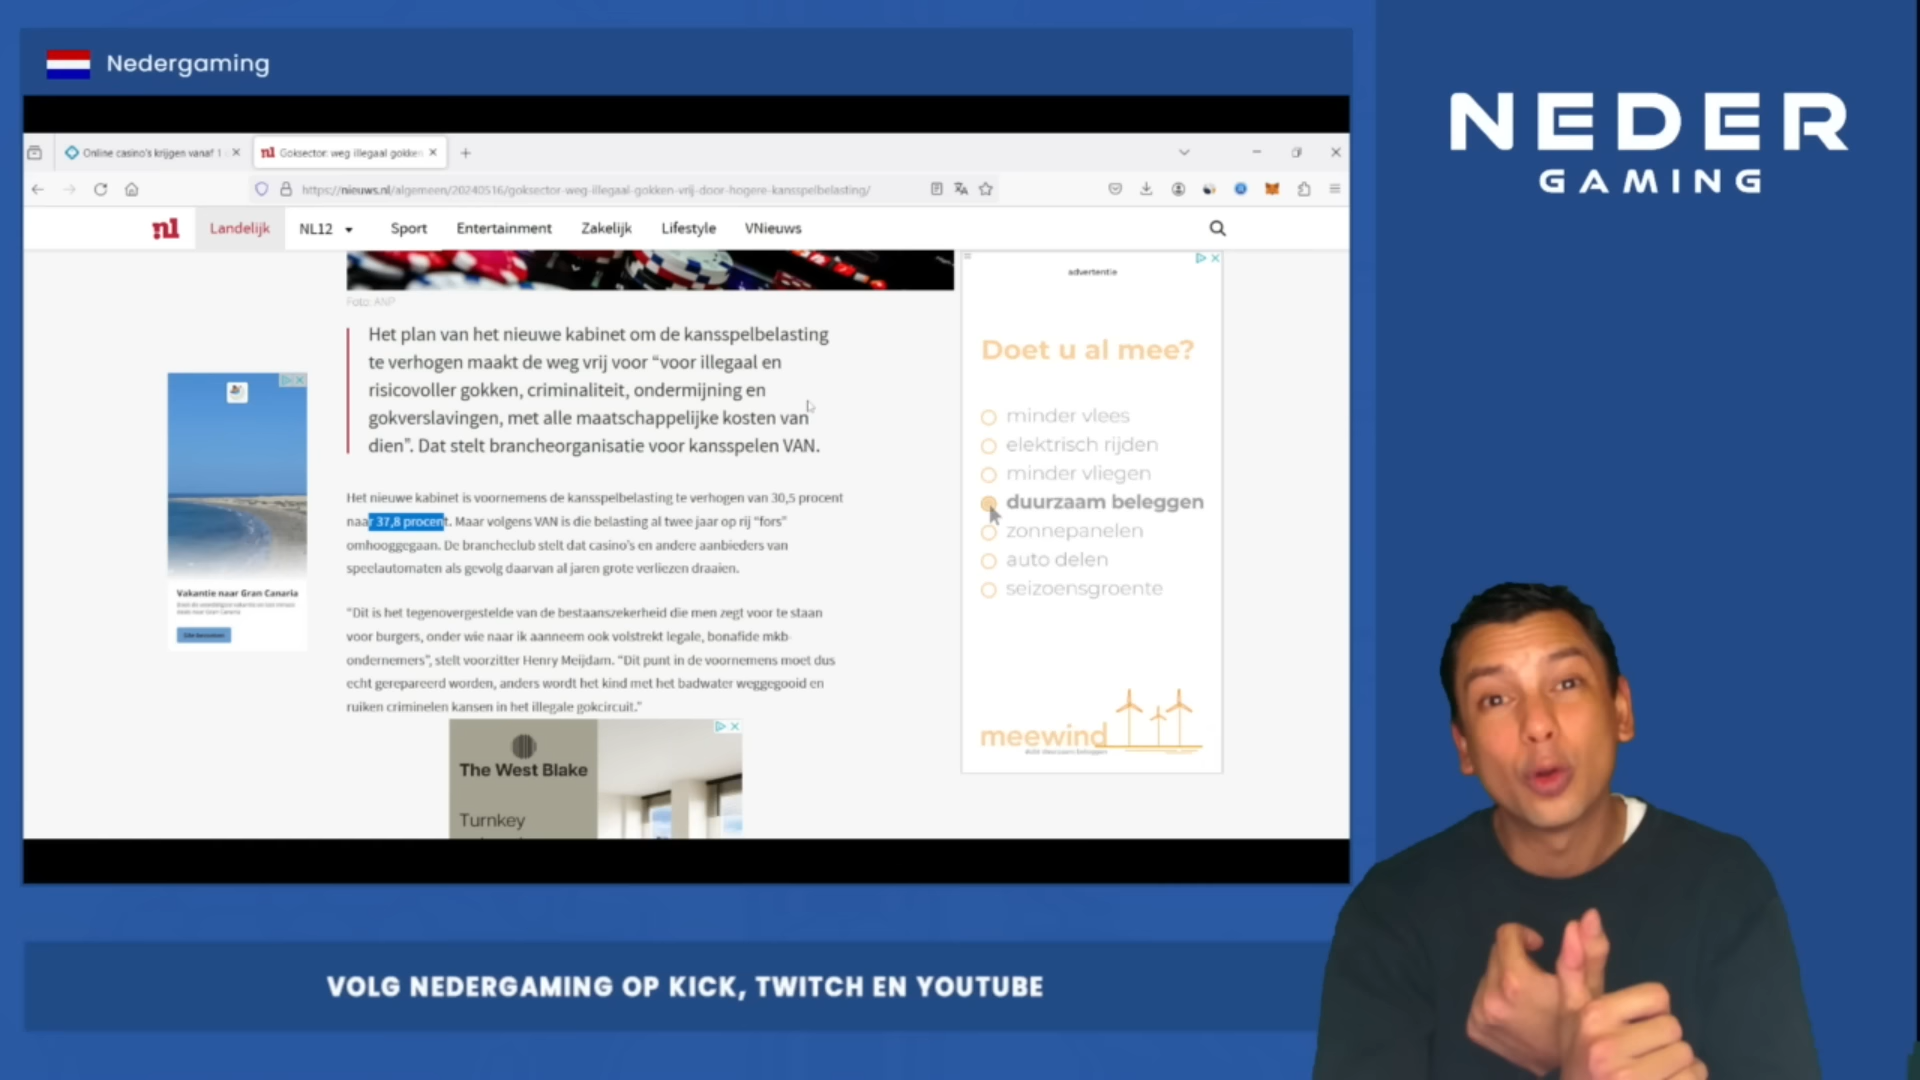 Nedergaming
NEDER
GAMING
Online casino's krijgen vanaf 1
Goksector: weg illegaal gokken
https://nieuws.nl/algemeen/20240516/goksector-weg-illegaal-gokken-vrij-door-hogere-kansspelbelasting/
nl
Landelijk
NL12
Sport
Entertainment
Zakelijk
Lifestyle
VNieuws
Foto: ANP
Het plan van het nieuwe kabinet om de kansspelbelasting
te verhogen maakt de weg vrij voor “voor illegaal en
risicovoller gokken, criminaliteit, ondermijning en
gokverslavingen, met alle maatschappelijke kosten van
dien”. Dat stelt brancheorganisatie voor kansspelen VAN.
Het nieuwe kabinet is voornemens de kansspelbelasting te verhogen van 30,5 procent
naar 37,8 procent. Maar volgens VAN is die belasting al twee jaar op rij “fors”
omhooggegaan. De brancheclub stelt dat casino’s en andere aanbieders van
speelautomaten als gevolg daarvan al jaren grote verliezen draaien.
“Dit is het tegenovergestelde van de bestaanszekerheid die men zegt voor te staan
voor burgers, onder wie naar ik aanneem ook volstrekt legale, bonafide mkb-
ondernemers”, stelt voorzitter Henry Meijdam. “Dit punt in de voornemens moet dus
echt gerepareerd worden, anders wordt het kind met het badwater weggegooid en
ruiken criminelen kansen in het illegale gokcircuit.”
Vakantie naar Gran Canaria
The West Blake
Turnkey
advertentie
Doet u al mee?
minder vlees
elektrisch rijden
minder vliegen
duurzaam beleggen
zonnepanelen
auto delen
seizoensgroente
meewind
VOLG NEDERGAMING OP KICK, TWITCH EN YOUTUBE